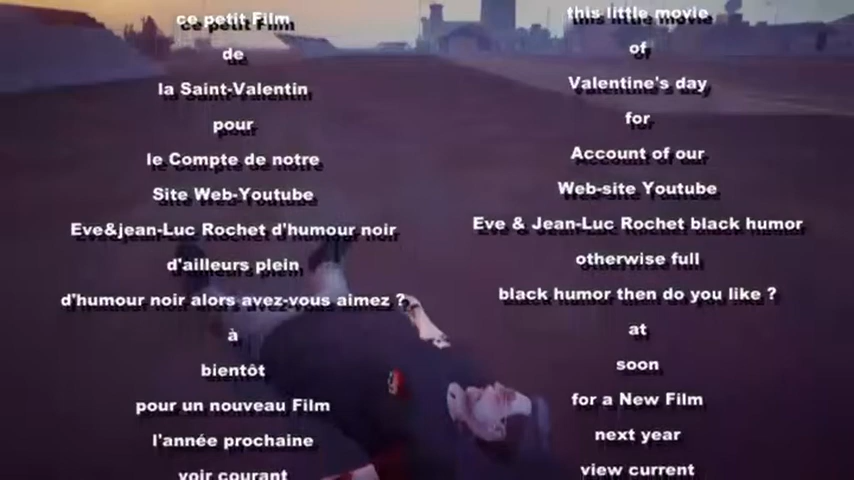 ce petit Film
de
la Saint-Valentin
pour
le Compte de notre
Site Web-Youtube
Eve&jean-Luc Rochet d'humour noir
d'ailleurs plein
d'humour noir alors avez-vous aimez ?
à
bientôt
pour un nouveau Film
l'année prochaine
voir courant
this little movie
of
Valentine's day
for
Account of our
Web-site Youtube
Eve & Jean-Luc Rochet black humor
otherwise full
black humor then do you like ?
at
soon
for a New Film
next year
view current